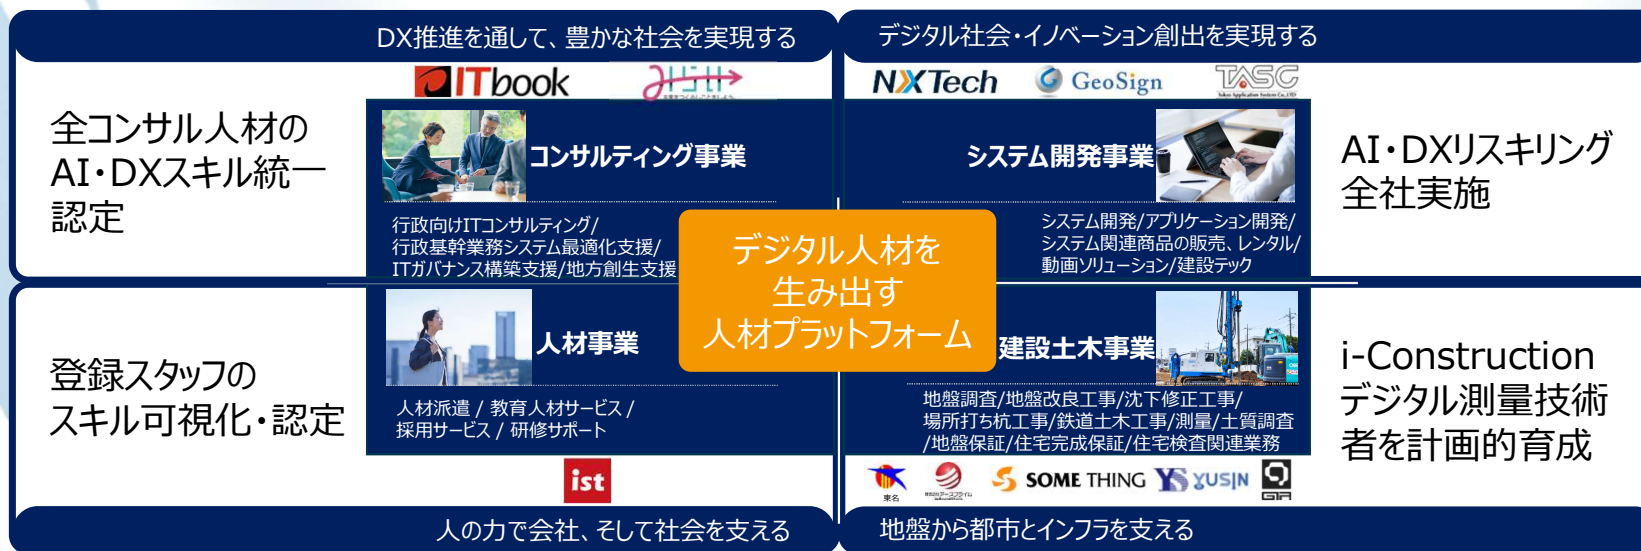 DX推進を通して、豊かな社会を実現する
デジタル社会・イノベーション創出を実現する
ITbook
みらい
NXTech
GeoSign
TASC
全コンサル人材の
AI・DXスキル統一
認定
コンサルティング事業
行政向けITコンサルティング/
行政基幹業務システム最適化支援/
ITガバナンス構築支援/地方創生支援
システム開発事業
システム開発/アプリケーション開発/
システム関連商品の販売、レンタル/
動画ソリューション/建設テック
AI・DXリスキリング
全社実施
デジタル人材を
生み出す
人材プラットフォーム
登録スタッフの
スキル可視化・認定
人材事業
人材派遣 / 教育人材サービス /
採用サービス / 研修サポート
建設土木事業
地盤調査/地盤改良工事/沈下修正工事/
場所打ち杭工事/鉄道土木工事/測量/土質調査
/地盤保証/住宅完成保証/住宅検査関連業務
i-Construction
デジタル測量技術
者を計画的育成
ist
東名
株式会社アースプライム
SOME THING
YUSIN
GTR
人の力で会社、そして社会を支える
地盤から都市とインフラを支える